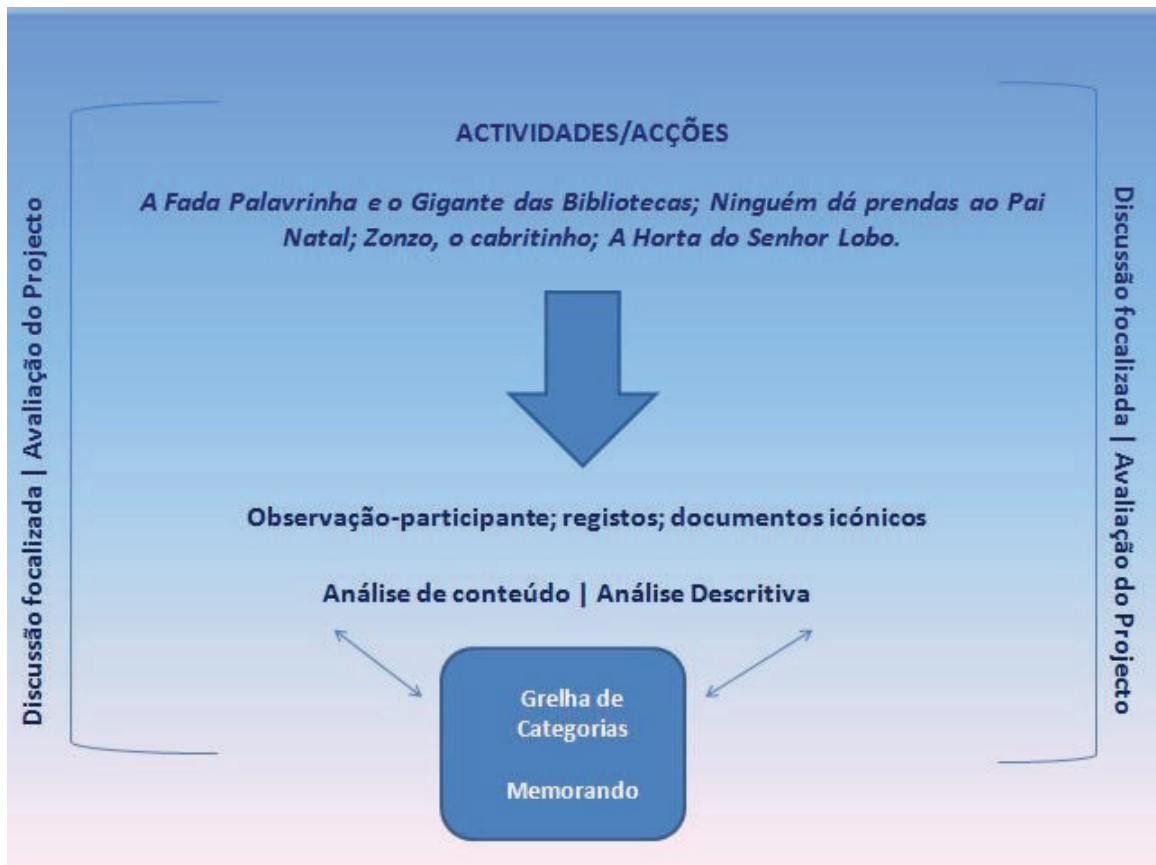 Discussão focalizada | Avaliação do Projecto
ACTIVIDADES/ACÇÕES
A Fada Palavrinha e o Gigante das Bibliotecas; Ninguém dá prendas ao Pai
Natal; Zonzo, o cabritinho; A Horta do Senhor Lobo.
Observação-participante; registos; documentos icónicos
Análise de conteúdo | Análise Descritiva
Grelha de
Categorias
Memorando
Discussão focalizada | Avaliação do Projecto